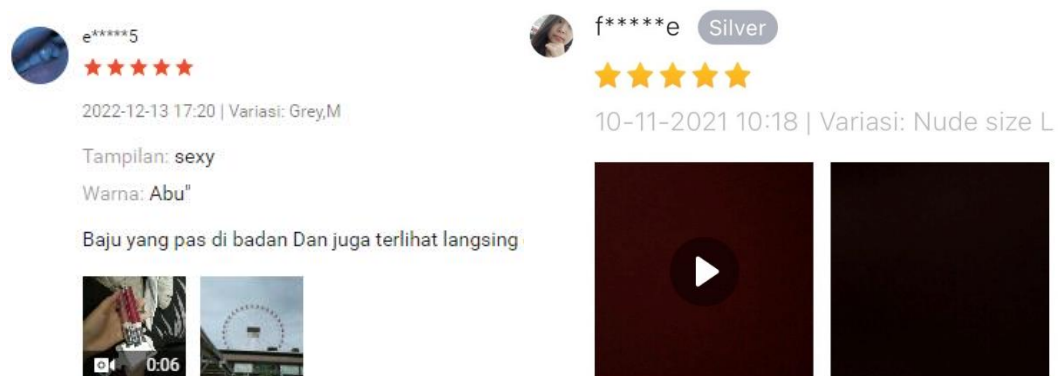 e*****5
2022-12-13 17:20 | Variasi: Grey,M
Tampilan: sexy
Warna: Abu"
Baju yang pas di badan Dan juga terlihat langsing
0:06
f*****e Silver
10-11-2021 10:18 | Variasi: Nude size L